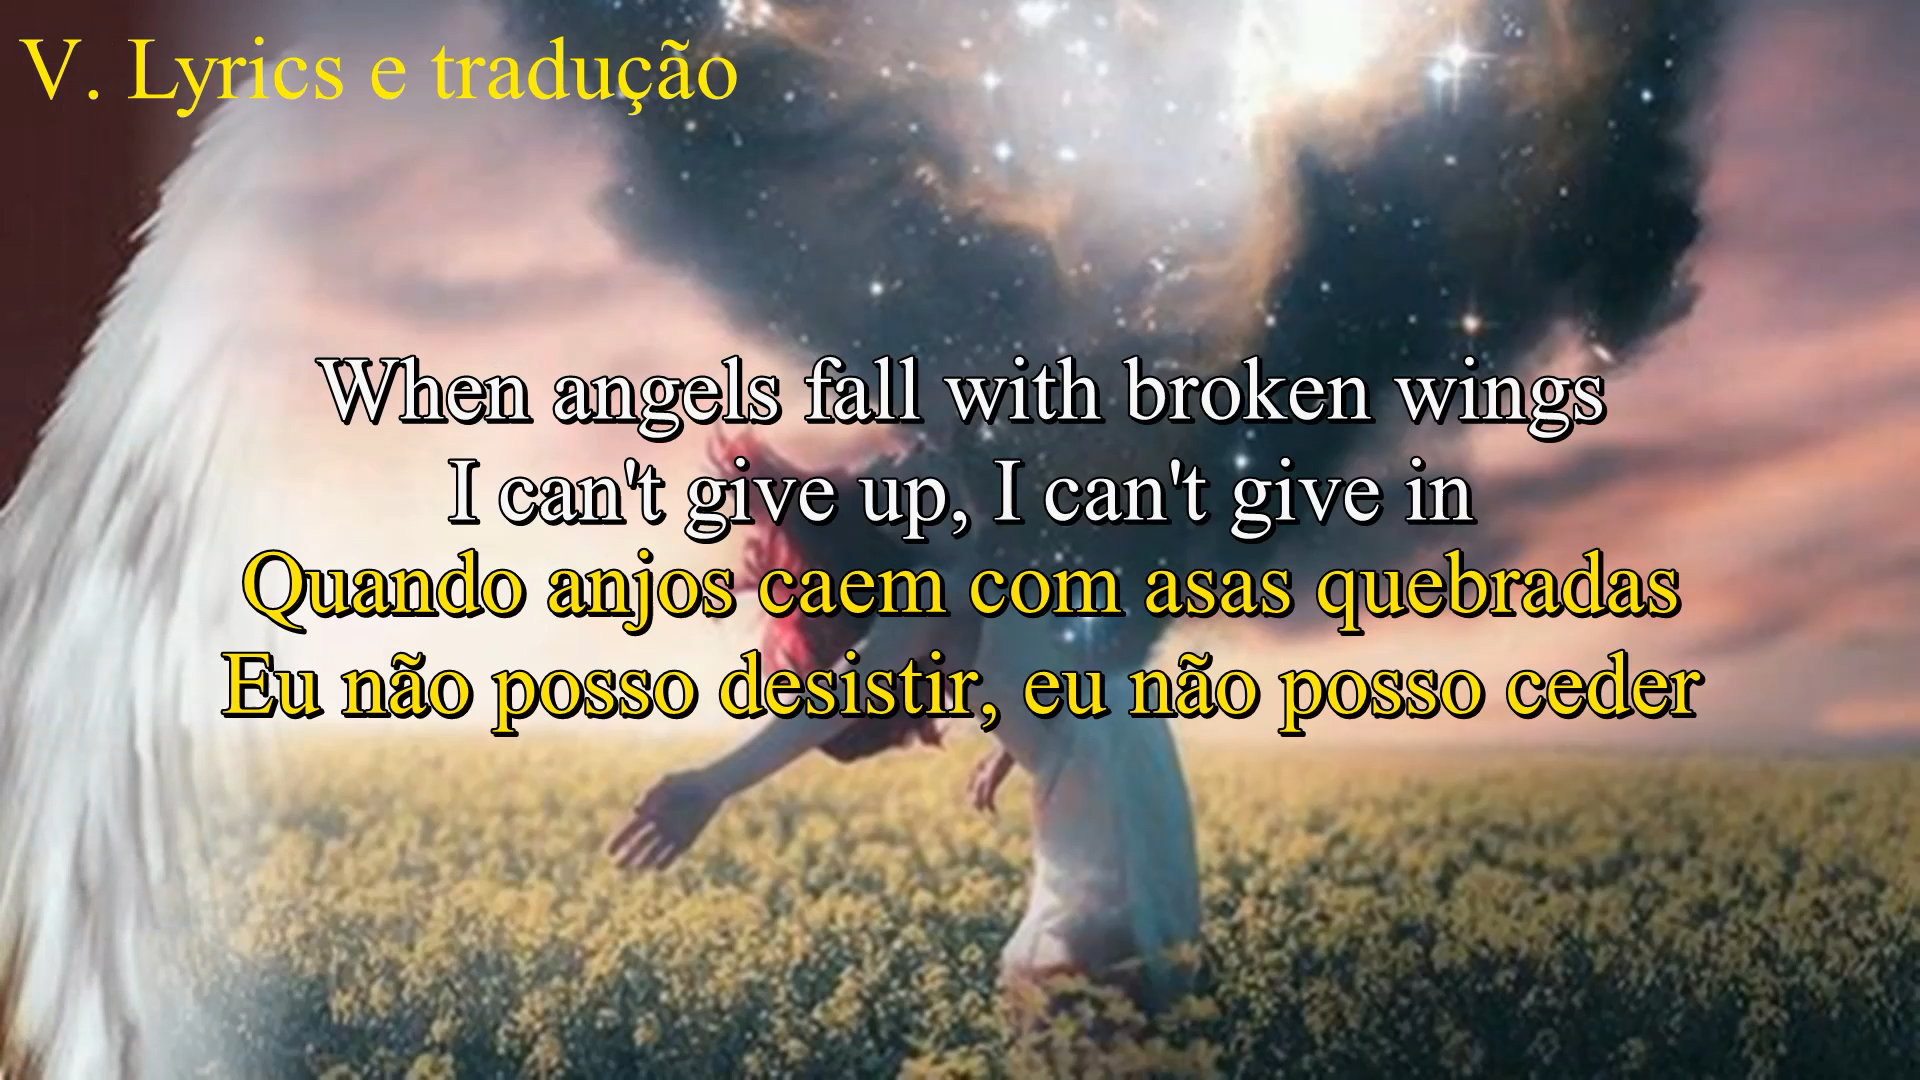 V. Lyrics e tradução
When angels fall with broken wings
I can't give up, I can't give in
Quando anjos caem com asas quebradas
Eu não posso desistir, eu não posso ceder